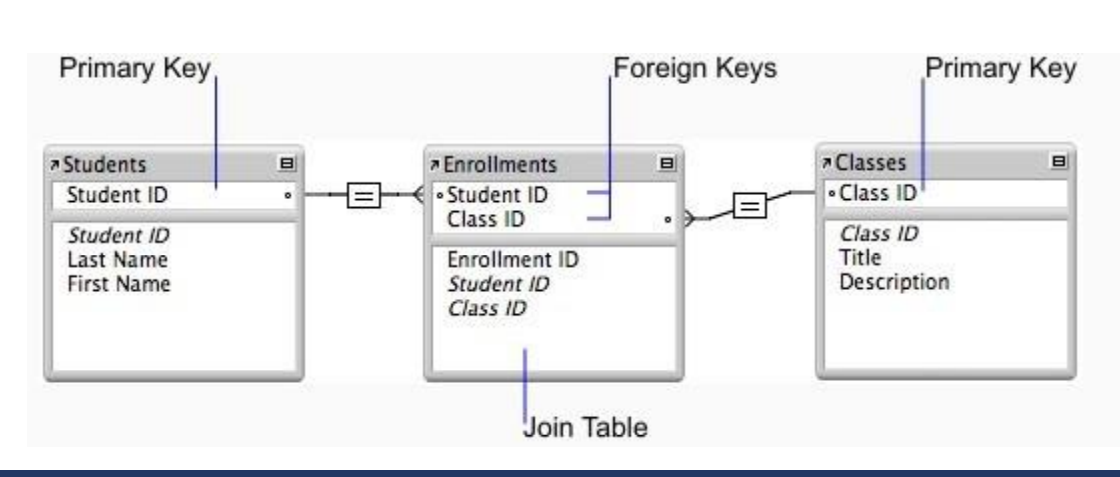 Primary Key
Foreign Keys
Primary Key
Students
Student ID
Student ID
Last Name
First Name
Enrollments
Student ID
Class ID
Enrollment ID
Student ID
Class ID
Classes
Class ID
Class ID
Title
Description
Join Table